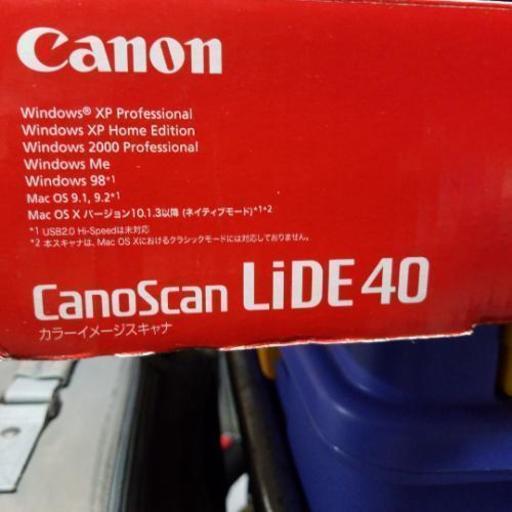 Canon
Windows® XP Professional
Windows XP Home Edition
Windows 2000 Professional
Windows Me
Windows 98*1
Mac OS 9.1, 9.2*1
Mac OS X バージョン10.1.3以降 (ネイティブモード)*1*2
*1 USB2.0 Hi-Speedは未対応
*2 本スキャナは、Mac OS Xにおけるクラシックモードには対応しておりません。
CanoScan LiDE 40
カラーイメージスキャナ